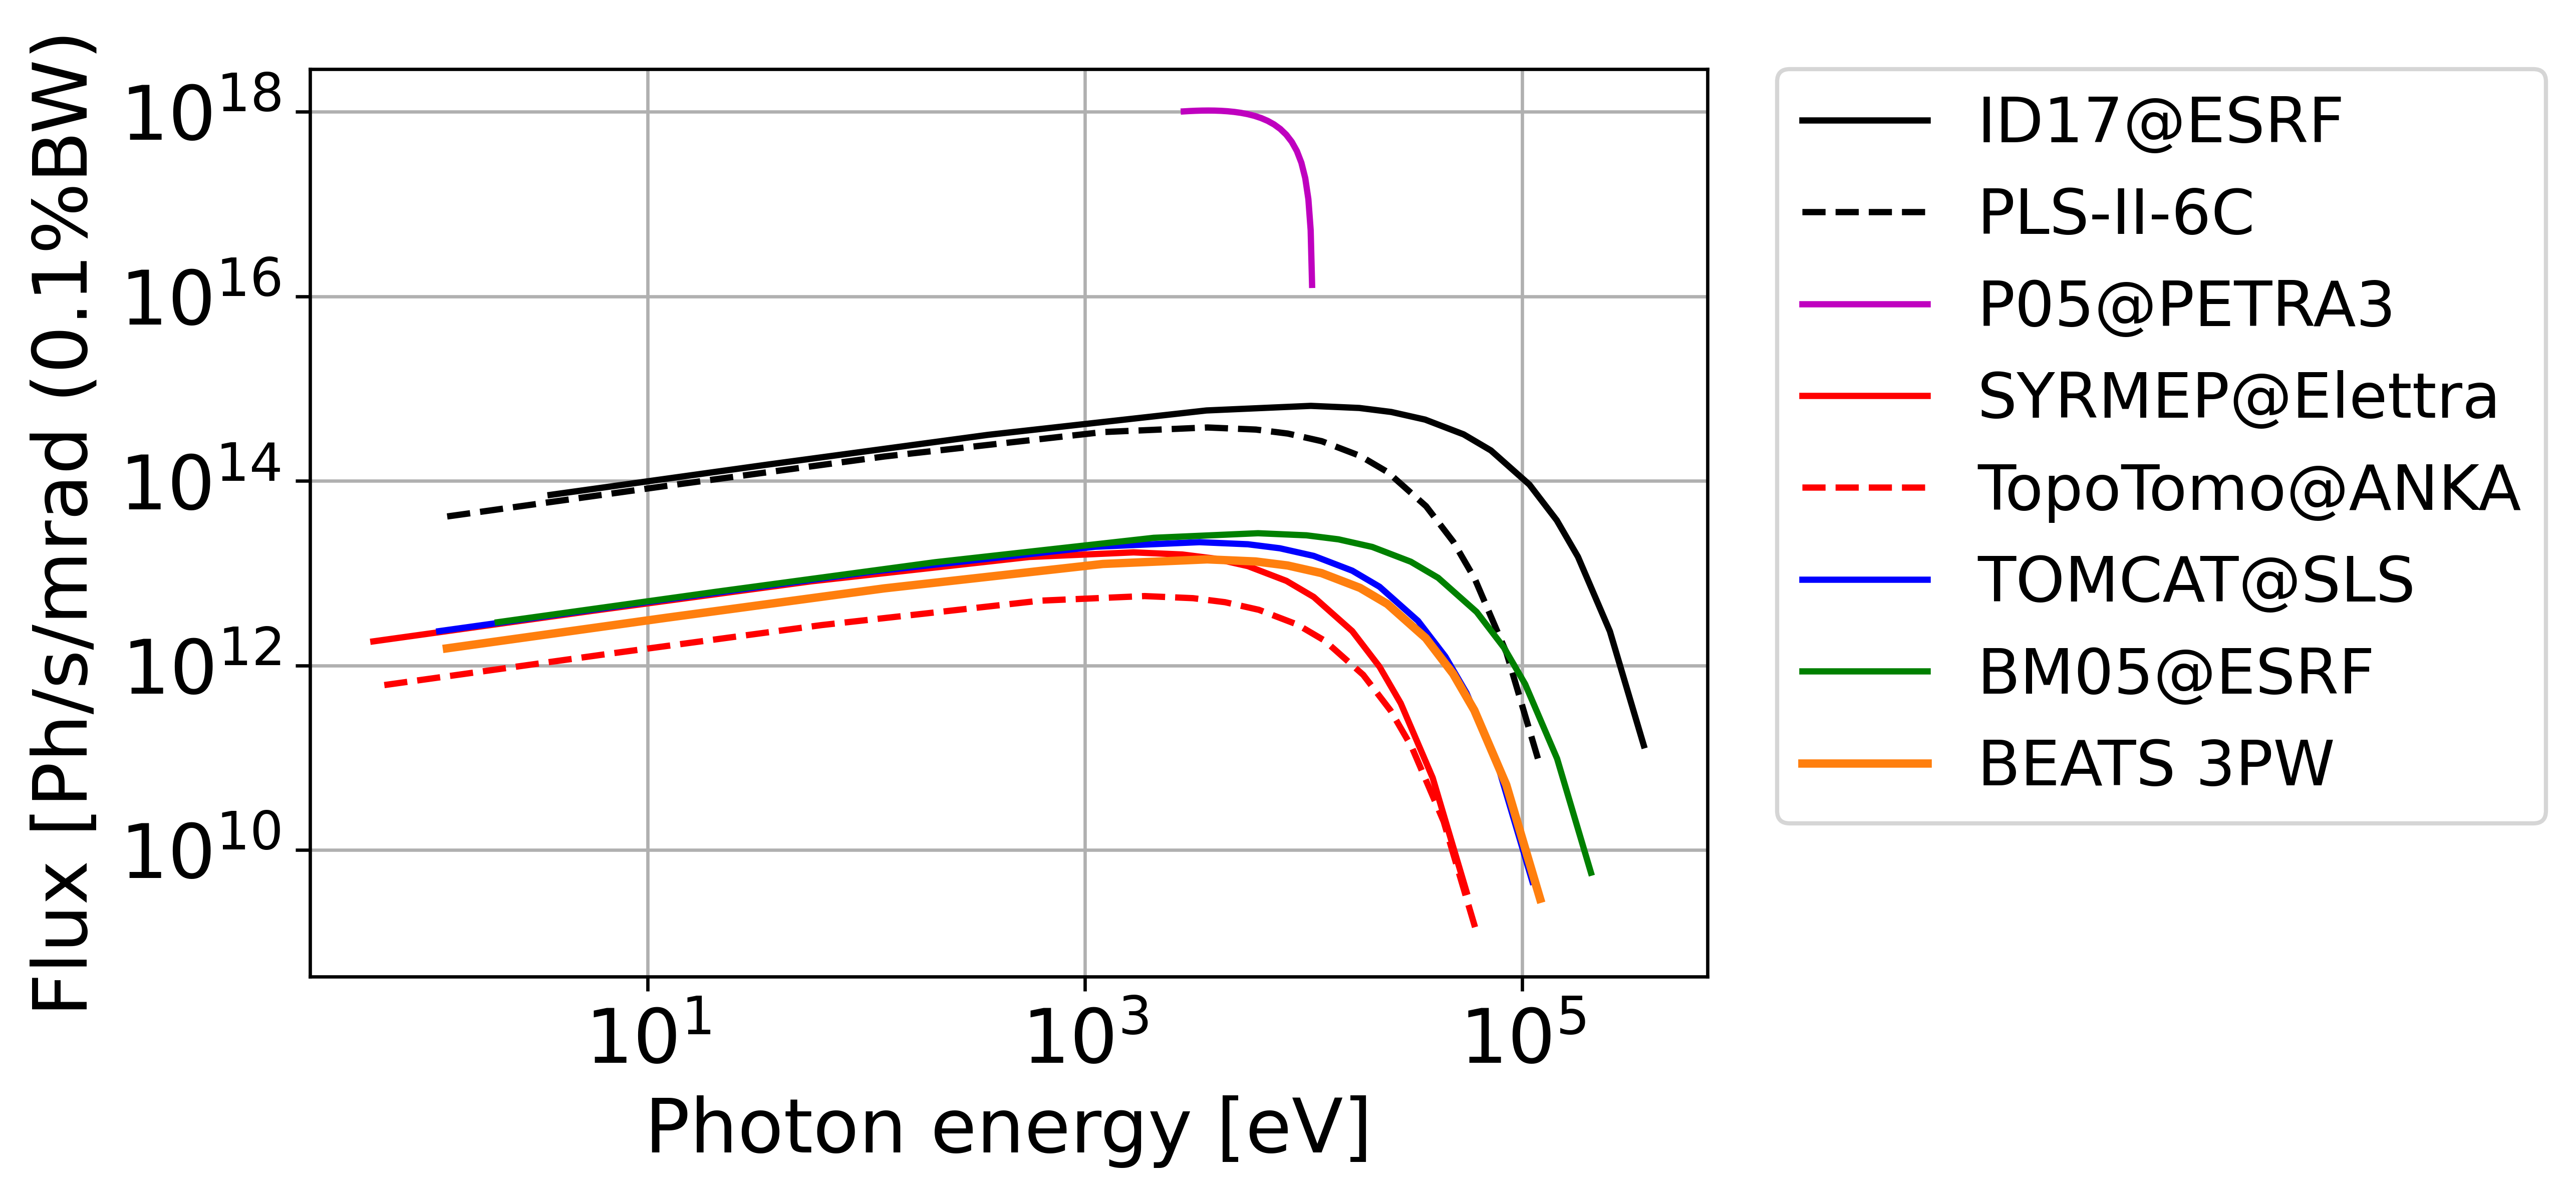 Flux [Ph/s/mrad (0.1%BW)
10^18
10^16
10^14
10^12
10^10
10^1
10^3
10^5
Photon energy [eV]
ID17@ESRF
PLS-II-6C
P05@PETRA3
SYRMEP@Elettra
TopoTomo@ANKA
TOMCAT@SLS
BM05@ESRF
BEATS 3PW